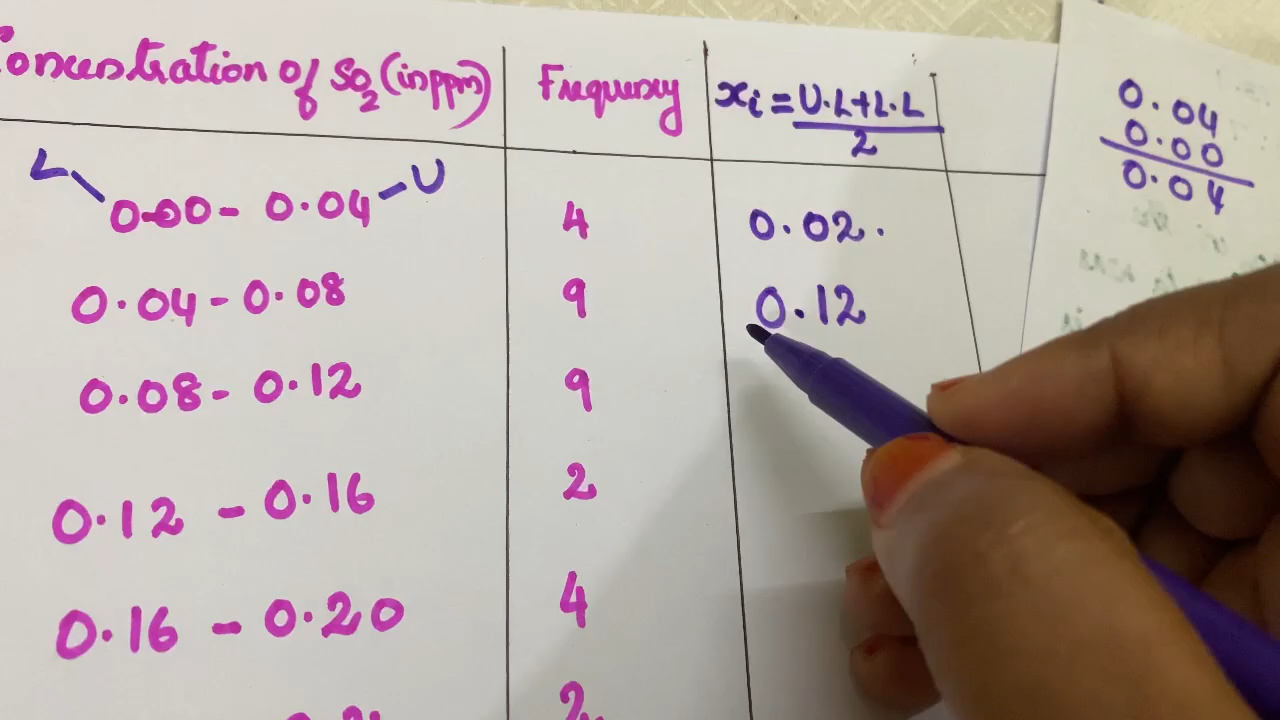 Concentration of SO2 (in ppm) Frequency xi = U.L+L.L / 2
L 0.00 - 0.04 - U 4 0.02.
0.04 - 0.08 9 0.12
0.08 - 0.12 9
0.12 - 0.16 2
0.16 - 0.20 4
2
0.04
0.00
0.04